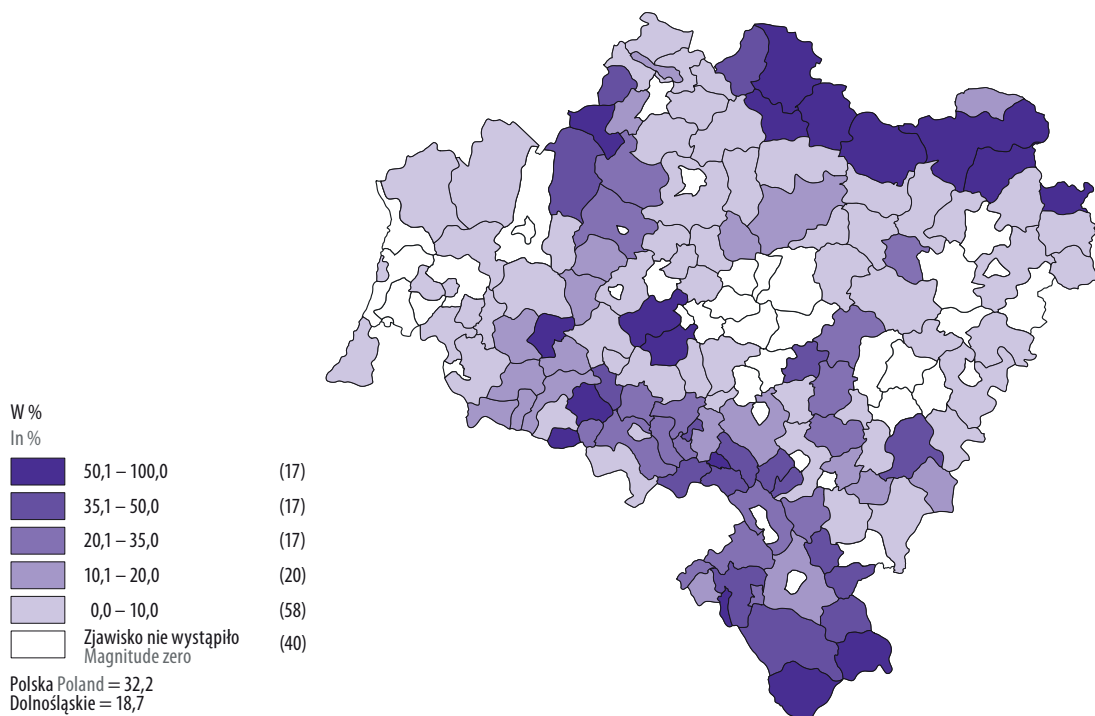 W %
In %
50,1 – 100,0 (17)
35,1 – 50,0 (17)
20,1 – 35,0 (17)
10,1 – 20,0 (20)
0,0 – 10,0 (58)
Zjawisko nie wystąpiło (40)
Magnitude zero
Polska Poland = 32,2
Dolnośląskie = 18,7